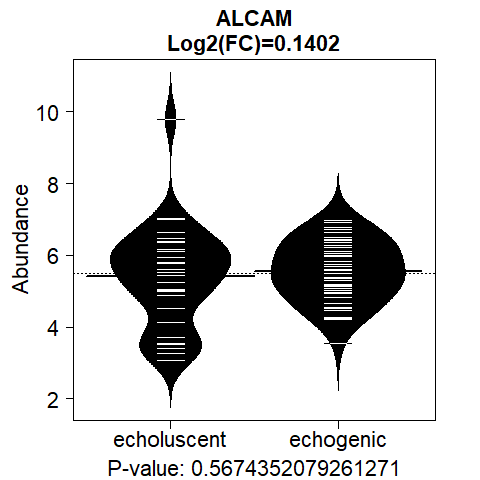 ALCAM
Log2(FC)=0.1402
Abundance
10
8
6
4
2
echoluscent echogenic
P-value: 0.5674352079261271